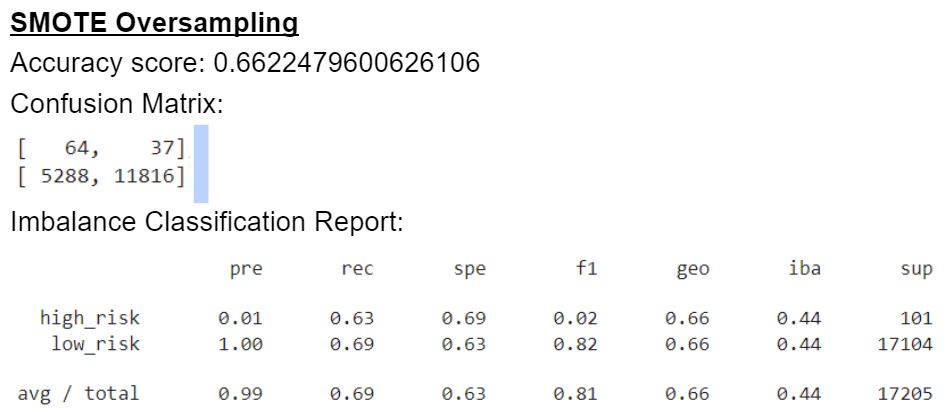 SMOTE Oversampling
Accuracy score: 0.6622479600626106
Confusion Matrix:
[ 64, 37]
[ 5288, 11816]
Imbalance Classification Report:
pre rec spe f1 geo iba sup
high_risk 0.01 0.63 0.69 0.02 0.66 0.44 101
low_risk 1.00 0.69 0.63 0.82 0.66 0.44 17104
avg / total 0.99 0.69 0.63 0.81 0.66 0.44 17205